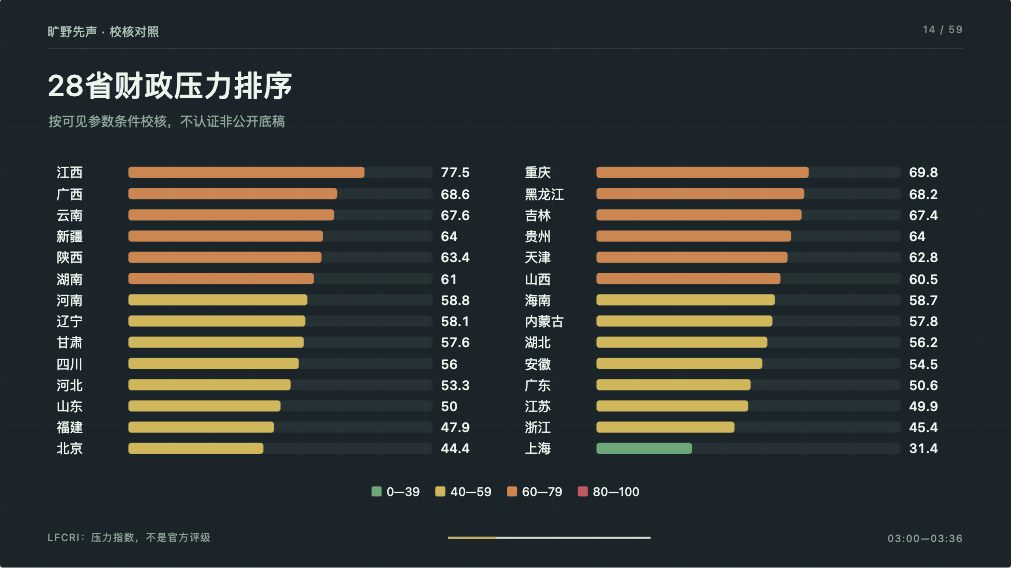 旷野先声 · 校核对照
14 / 59
28省财政压力排序
按可见参数条件校核，不认证非公开底稿
江西 77.5 重庆 69.8
广西 68.6 黑龙江 68.2
云南 67.6 吉林 67.4
新疆 64 贵州 64
陕西 63.4 天津 62.8
湖南 61 山西 60.5
河南 58.8 海南 58.7
辽宁 58.1 内蒙古 57.8
甘肃 57.6 湖北 56.2
四川 56 安徽 54.5
河北 53.3 广东 50.6
山东 50 江苏 49.9
福建 47.9 浙江 45.4
北京 44.4 上海 31.4
0—39 40—59 60—79 80—100
LFCRI：压力指数，不是官方评级
03:00—03:36